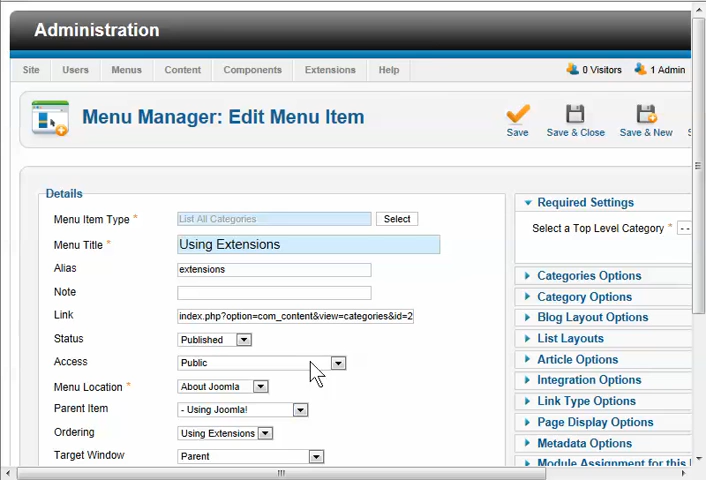 Administration
Site Users Menus Content Components Extensions Help 0 Visitors 1 Admin
Menu Manager: Edit Menu Item
Save Save & Close Save & New
Details
Menu Item Type * List All Categories Select
Menu Title * Using Extensions
Alias extensions
Note
Link index.php?option=com_content&view=categories&id=2
Status Published
Access Public
Menu Location * About Joomla
Parent Item - Using Joomla!
Ordering Using Extensions
Target Window Parent
Required Settings
Select a Top Level Category * - -
Categories Options
Category Options
Blog Layout Options
List Layouts
Article Options
Integration Options
Link Type Options
Page Display Options
Metadata Options
Module Assignment for this